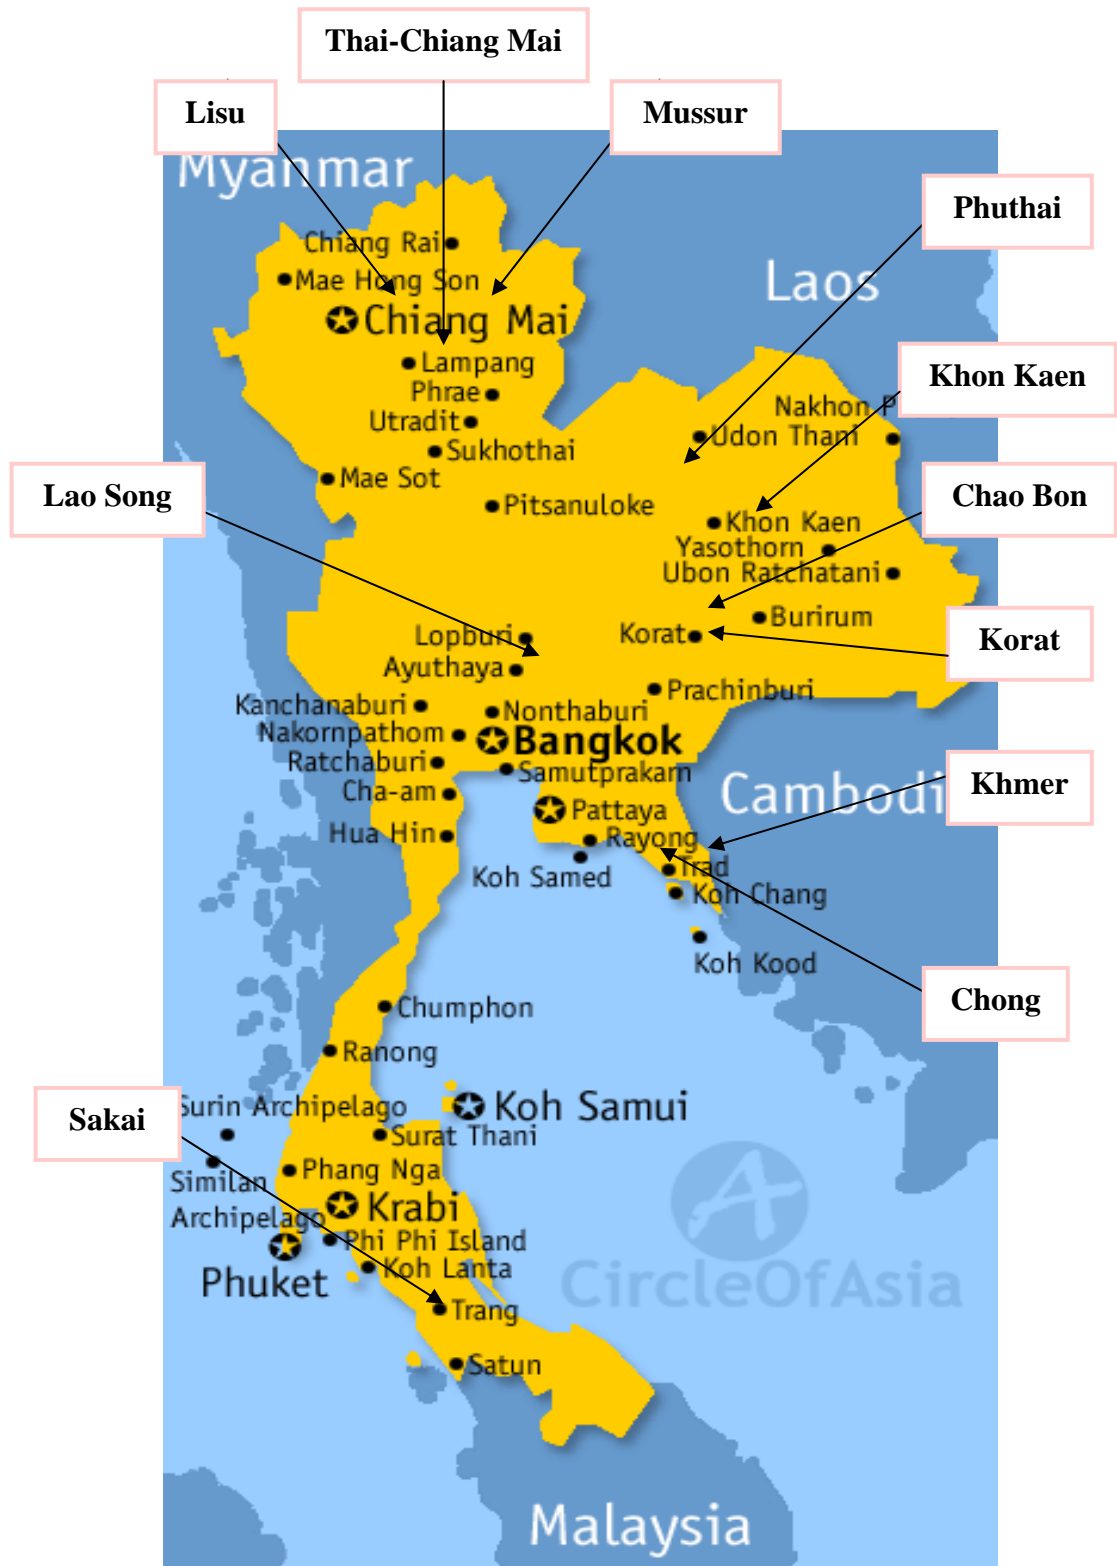 Thai-Chiang Mai
Lisu
Mussur
Myanmar
Phuthai
Chiang Rai
Laos
Mae Hong Son
Chiang Mai
Lampang
Khon Kaen
Phrae
Nakhon P
Utradit
Udon Thani
Sukhothai
Lao Song
Mae Sot
Chao Bon
Pitsanuloke
Khon Kaen
Yasothorn
Ubon Ratchatani
Burirum
Lopburi
Korat
Korat
Ayuthaya
Prachinburi
Kanchanaburi
Nonthaburi
Nakornpathom
Bangkok
Ratchaburi
Samutprakarn
Khmer
Cha-am
Cambodi
Pattaya
Hua Hin
Rayong
Trad
Koh Samed
Koh Chang
Koh Kood
Chong
Chumphon
Ranong
Surin Archipelago
Koh Samui
Sakai
Surat Thani
Phang Nga
Similan
Archipelago
Krabi
Phi Phi Island
Koh Lanta
Phuket
CircleOfAsia
Trang
Satun
Malaysia